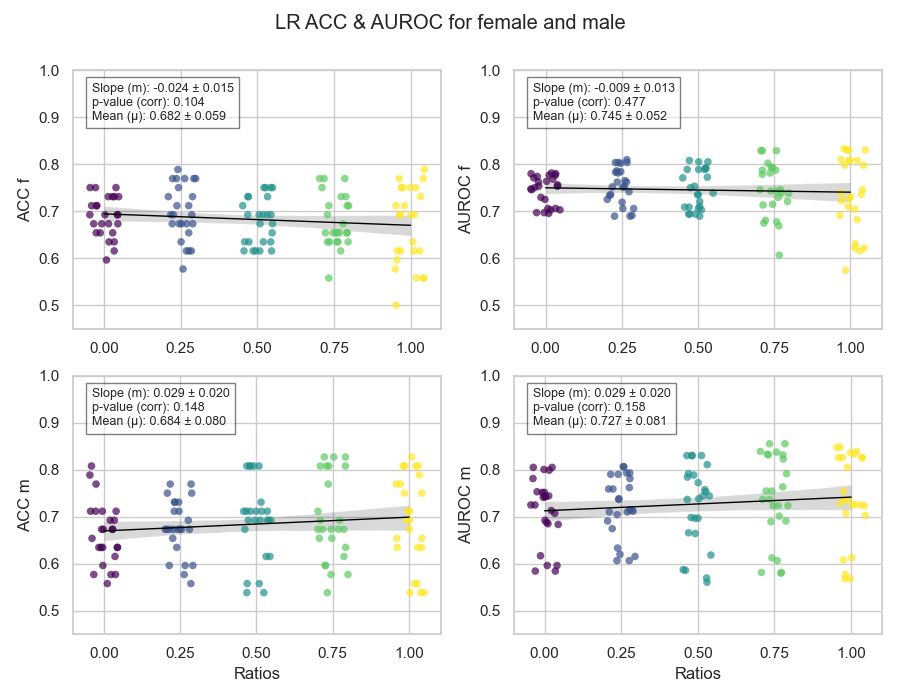 LR ACC & AUROC for female and male
1.0
0.9
0.8
0.7
0.6
0.5
ACC f
Slope (m): -0.024 ± 0.015
p-value (corr): 0.104
Mean (μ): 0.682 ± 0.059
0.00 0.25 0.50 0.75 1.00
1.0
0.9
0.8
0.7
0.6
0.5
AUROC f
Slope (m): -0.009 ± 0.013
p-value (corr): 0.477
Mean (μ): 0.745 ± 0.052
0.00 0.25 0.50 0.75 1.00
1.0
0.9
0.8
0.7
0.6
0.5
ACC m
Slope (m): 0.029 ± 0.020
p-value (corr): 0.148
Mean (μ): 0.684 ± 0.080
0.00 0.25 0.50 0.75 1.00
Ratios
1.0
0.9
0.8
0.7
0.6
0.5
AUROC m
Slope (m): 0.029 ± 0.020
p-value (corr): 0.158
Mean (μ): 0.727 ± 0.081
0.00 0.25 0.50 0.75 1.00
Ratios